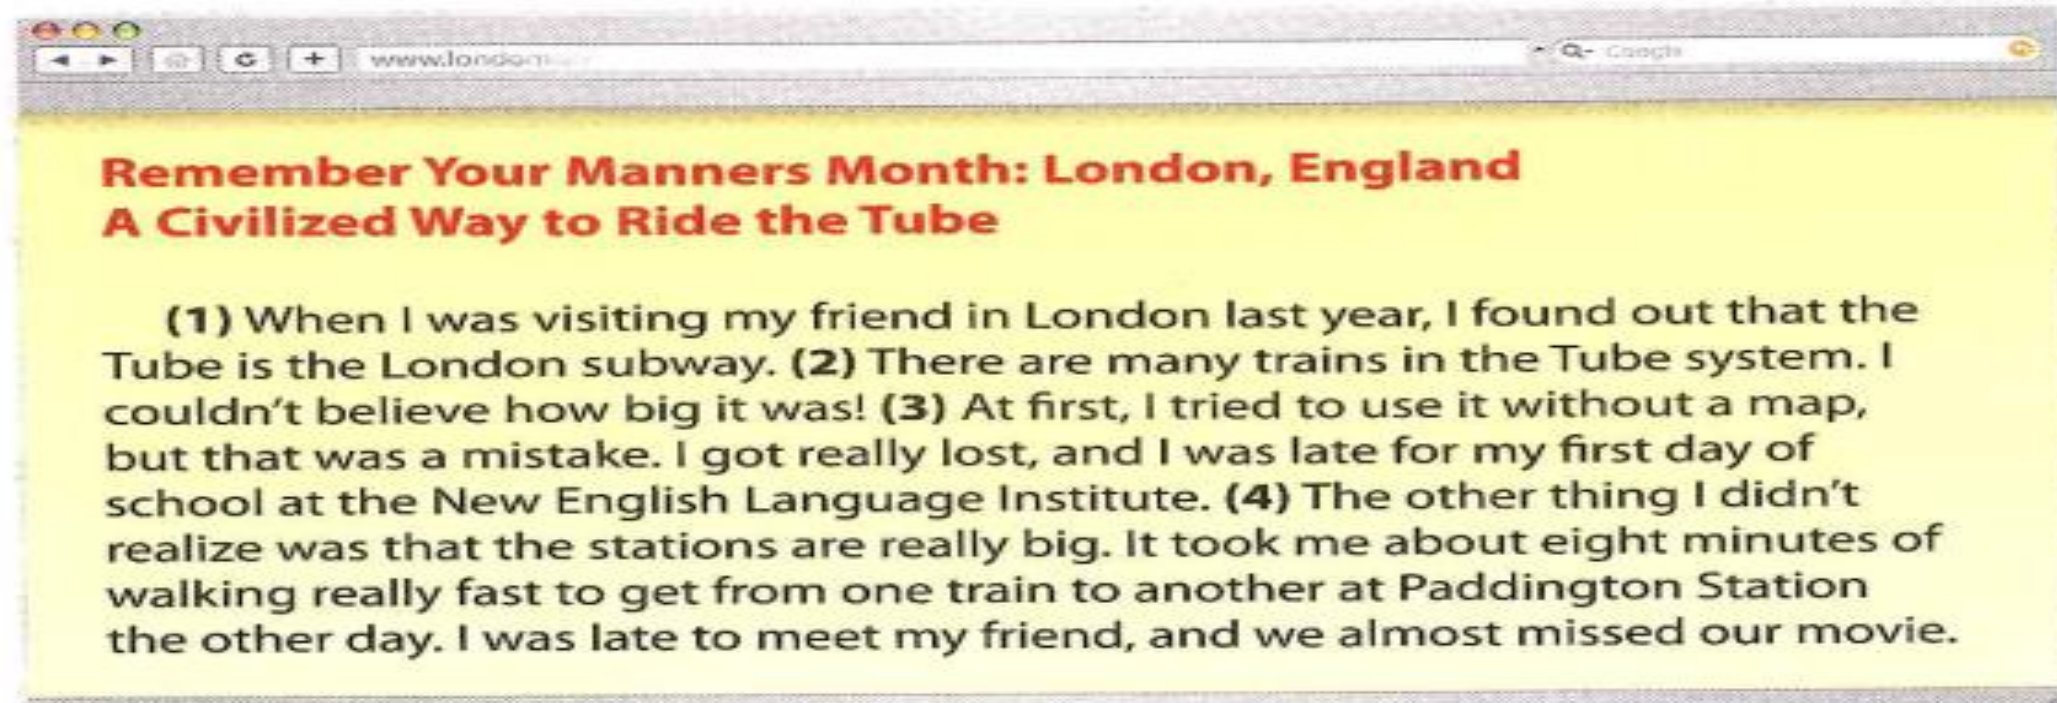 Remember Your Manners Month: London, England
A Civilized Way to Ride the Tube
(1) When I was visiting my friend in London last year, I found out that the
Tube is the London subway. (2) There are many trains in the Tube system. I
couldn't believe how big it was! (3) At first, I tried to use it without a map,
but that was a mistake. I got really lost, and I was late for my first day of
school at the New English Language Institute. (4) The other thing I didn't
realize was that the stations are really big. It took me about eight minutes of
walking really fast to get from one train to another at Paddington Station
the other day. I was late to meet my friend, and we almost missed our movie.